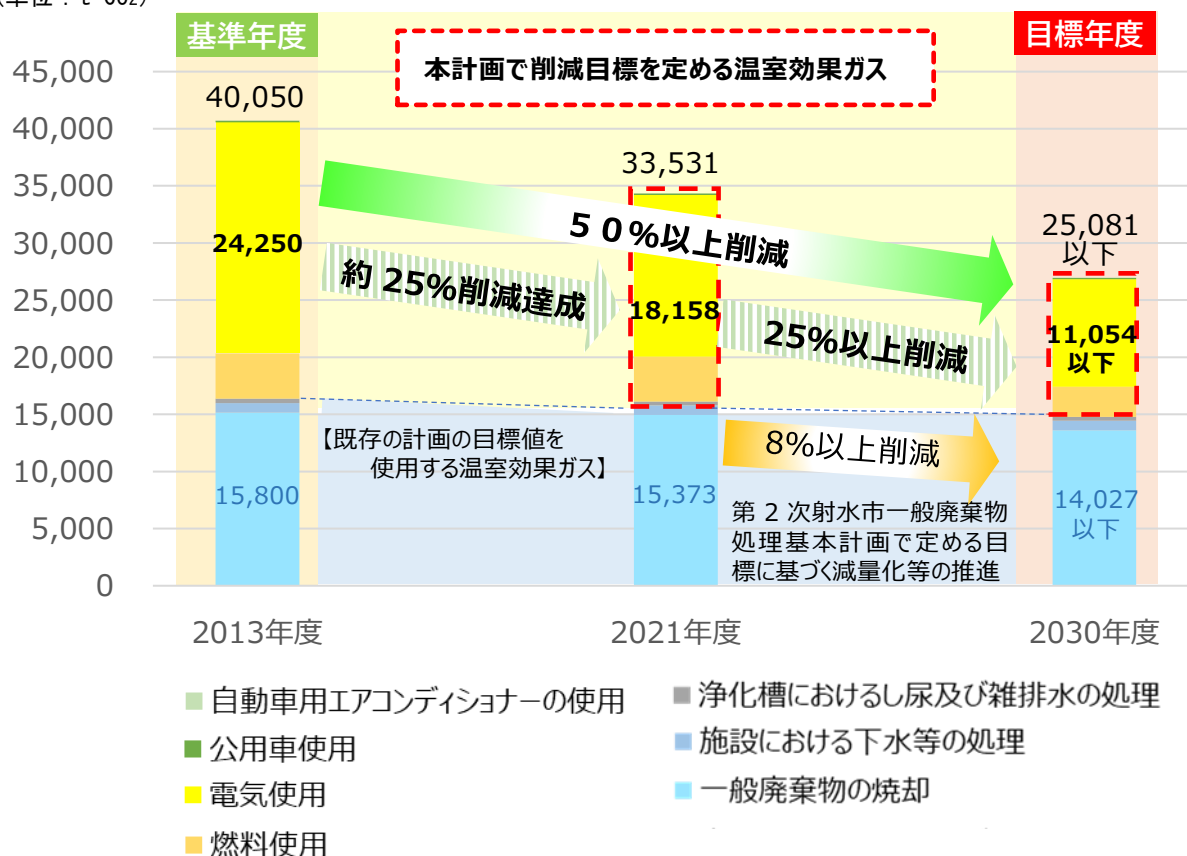 (単位:t-CO2)
基準年度
目標年度
本計画で削減目標を定める温室効果ガス
45,000
40,000
35,000
30,000
25,000
20,000
15,000
10,000
5,000
0
40,050
33,531
25,081
以下
50%以上削減
24,250
約25%削減達成
18,158
25%以上削減
11,054
以下
【既存の計画の目標値を
使用する温室効果ガス】
8%以上削減
15,800
15,373
14,027
以下
第2次射水市一般廃棄物
処理基本計画で定める目
標に基づく減量化等の推進
2013年度
2021年度
2030年度
自動車用エアコンディショナーの使用
公用車使用
電気使用
燃料使用
浄化槽におけるし尿及び雑排水の処理
施設における下水等の処理
一般廃棄物の焼却